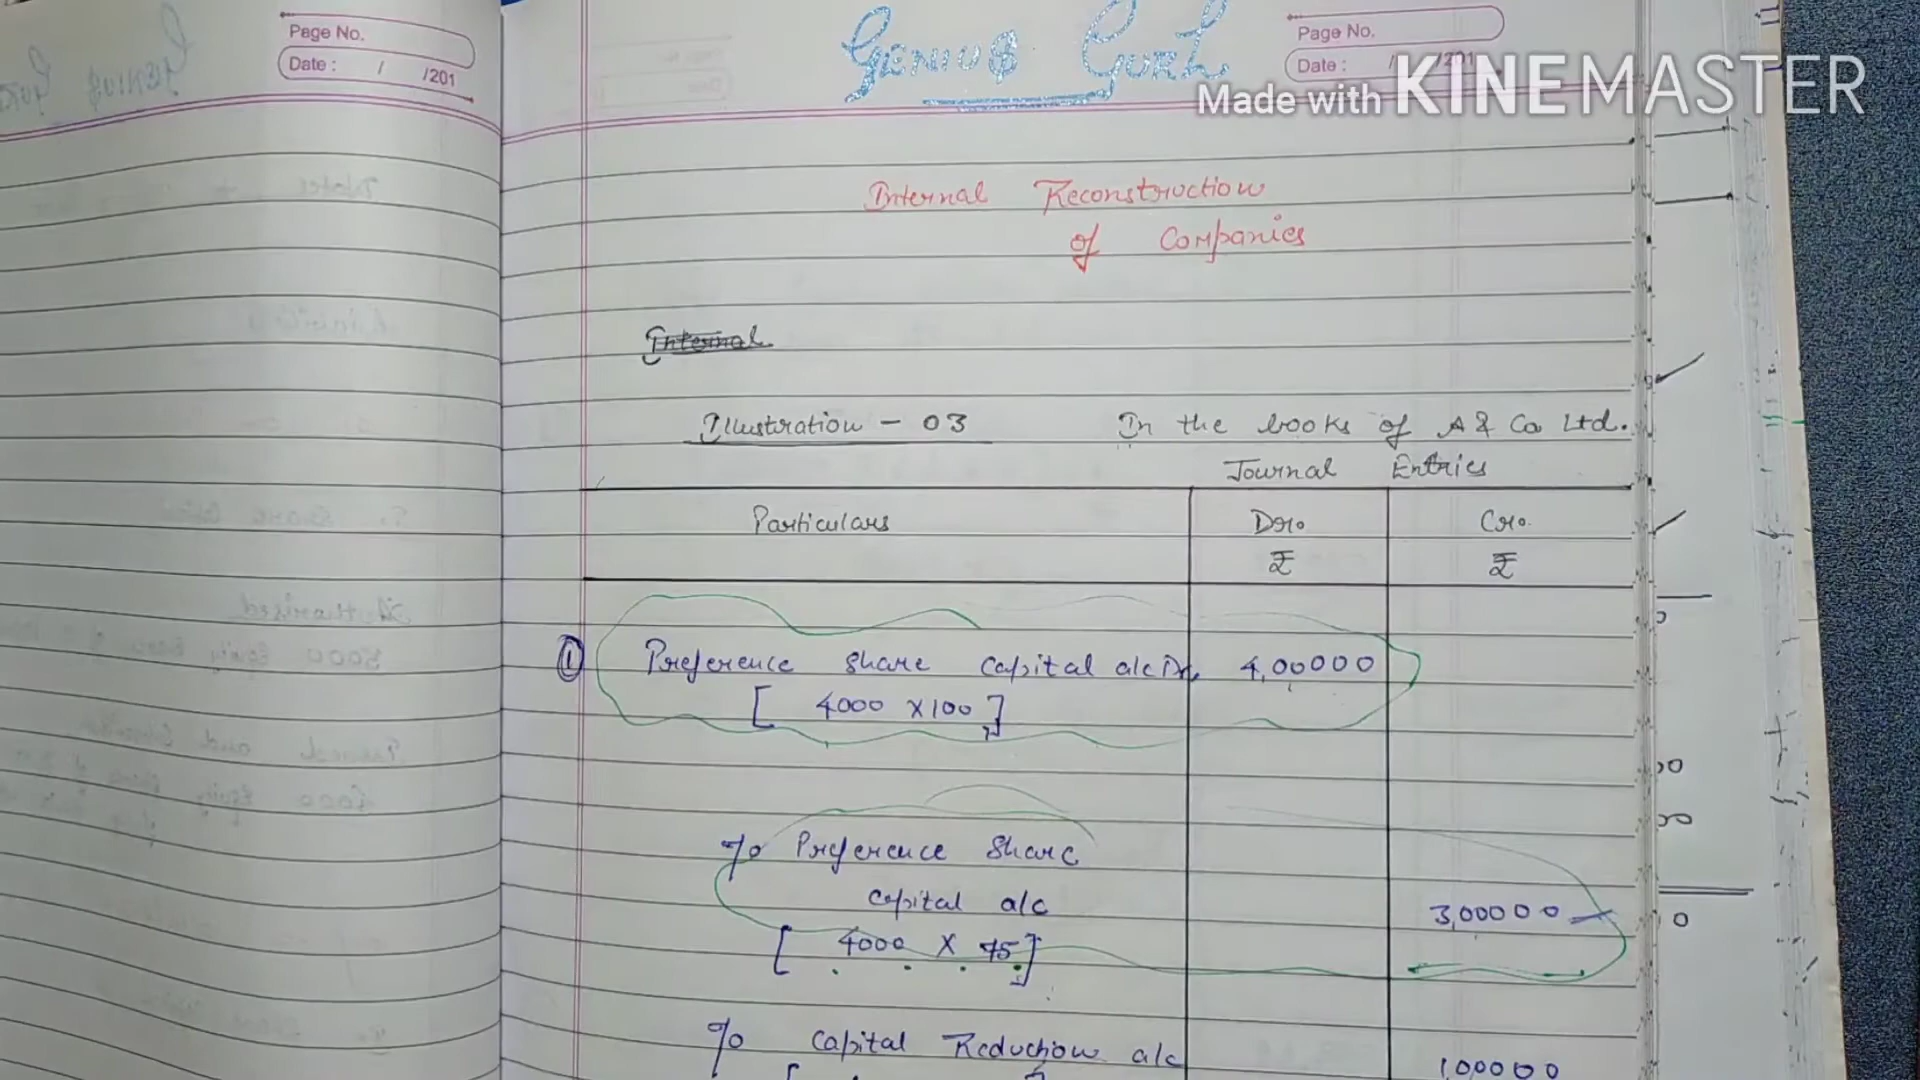 Page No.
Date : / /201
GENIUS GURU
Page No.
Date : / /201
Made with KINEMASTER
Internal Reconstruction
of Companies
Internal
Illustration - 03 In the books of A & Co Ltd.
Journal Entries
Particulars Dr. Cr.
₹ ₹
① Preference Share Capital a/c Dr. 4,00000
[ 4000 X 100 ]
To Preference Share
Capital a/c 3,00000
[ 4000 X 75 ]
To Capital Reduction a/c 1,00000